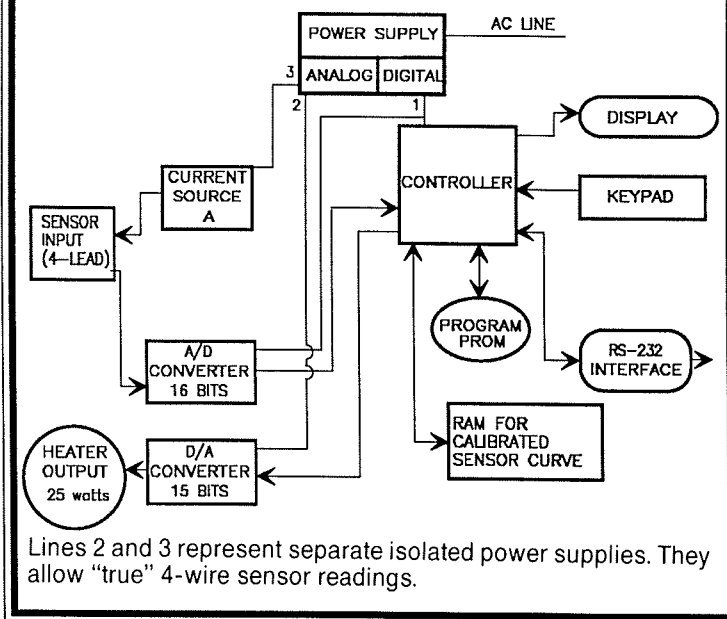 POWER SUPPLY
AC LINE
3
ANALOG
DIGITAL
2
1
DISPLAY
CONTROLLER
KEYPAD
CURRENT
SOURCE
A
SENSOR
INPUT
(4-LEAD)
PROGRAM
PROM
A/D
CONVERTER
16 BITS
RS-232
INTERFACE
RAM FOR
CALIBRATED
SENSOR CURVE
HEATER
OUTPUT
25 watts
D/A
CONVERTER
15 BITS
Lines 2 and 3 represent separate isolated power supplies. They
allow “true” 4-wire sensor readings.